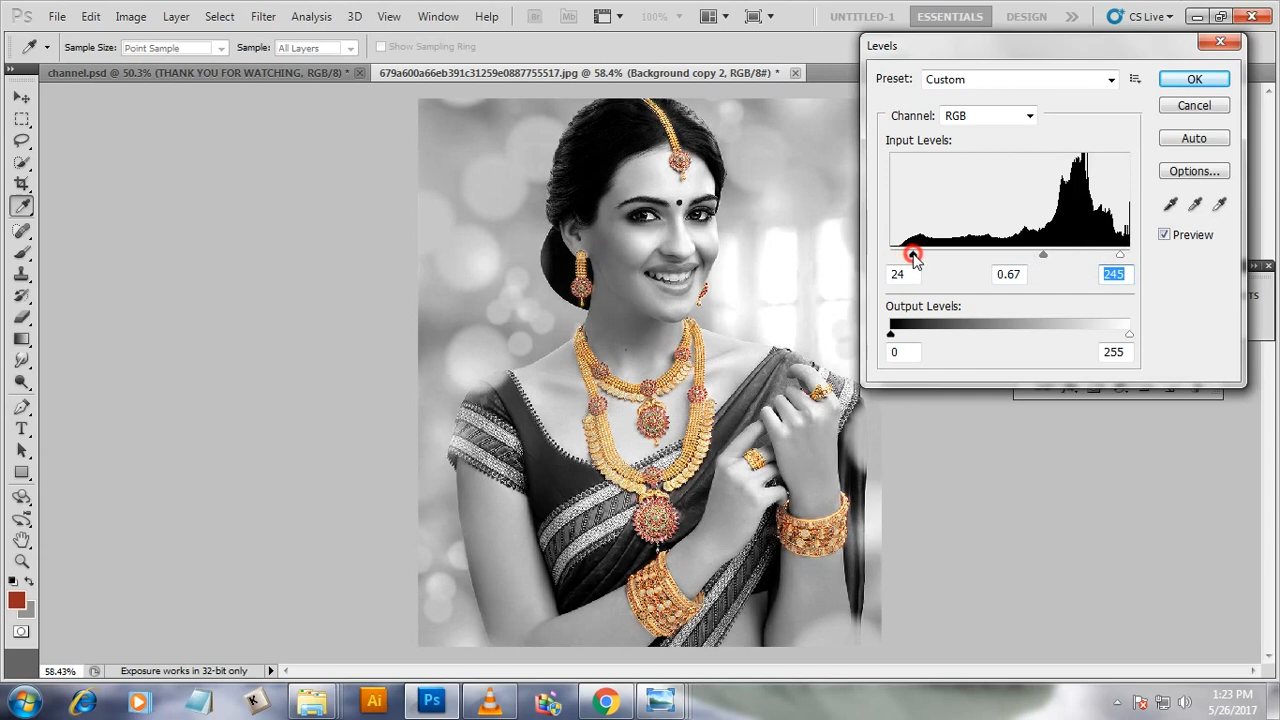 Ps File Edit Image Layer Select Filter Analysis 3D View Window Help Br Mb 100% UNTITLED-1 ESSENTIALS DESIGN CS Live
Sample Size: Point Sample Sample: All Layers Show Sampling Ring
channel.psd @ 50.3% (THANK YOU FOR WATCHING, RGB/8) * 679a600a66eb391c31259e0887755517.jpg @ 58.4% (Background copy 2, RGB/8#) *
Levels
Preset: Custom OK
Cancel
Channel: RGB
Auto
Input Levels:
Options...
Preview
24 0.67 245
Output Levels:
0 255
T
58.43% Exposure works in 32-bit only
K Ai Ps
1:23 PM
5/26/2017